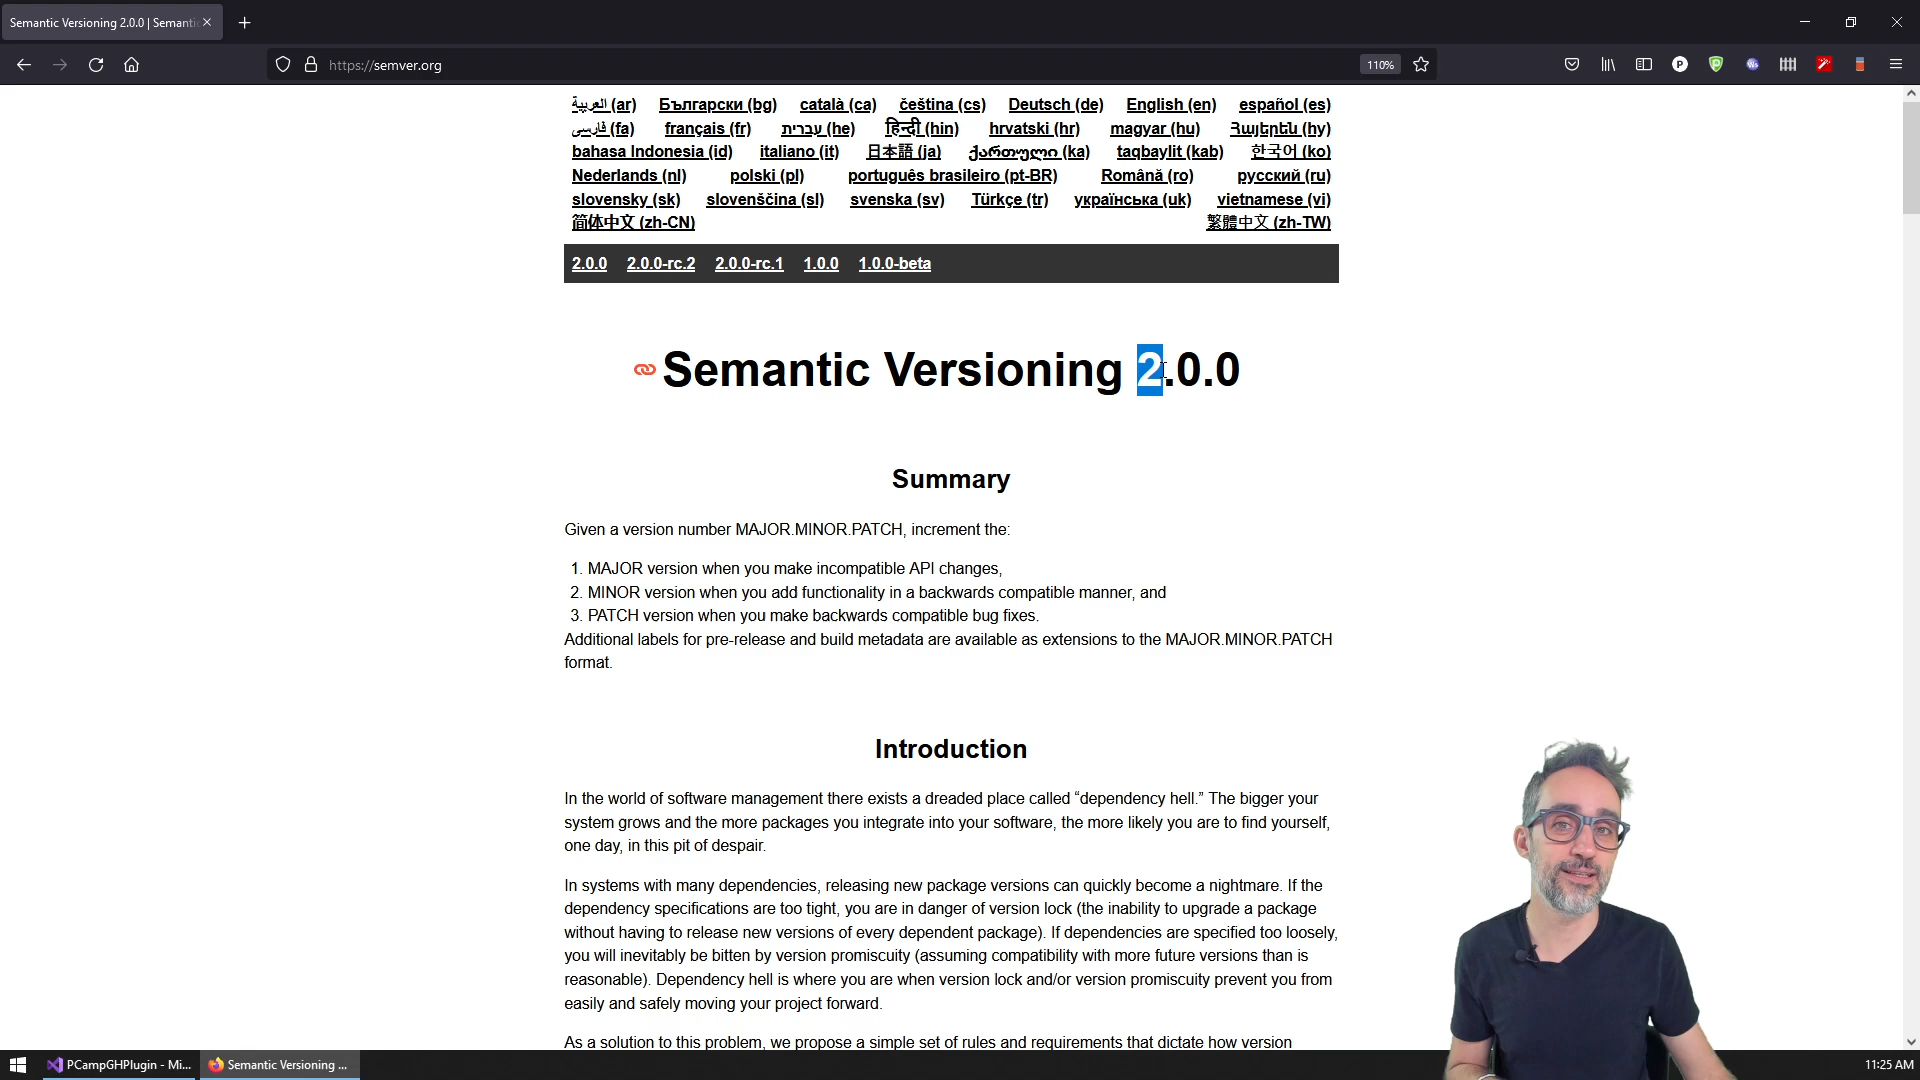 Semantic Versioning 2.0.0 | Semantic
https://semver.org
110%
العربية (ar) Български (bg) català (ca) čeština (cs) Deutsch (de) English (en) español (es)
فارسی (fa) français (fr) עברית (he) हिन्दी (hin) hrvatski (hr) magyar (hu) Հայերեն (hy)
bahasa Indonesia (id) italiano (it) 日本語 (ja) ქართული (ka) taqbaylit (kab) 한국어 (ko)
Nederlands (nl) polski (pl) português brasileiro (pt-BR) Română (ro) русский (ru)
slovensky (sk) slovenščina (sl) svenska (sv) Türkçe (tr) українська (uk) vietnamese (vi)
简体中文 (zh-CN) 繁體中文 (zh-TW)
2.0.0 2.0.0-rc.2 2.0.0-rc.1 1.0.0 1.0.0-beta
Semantic Versioning 2.0.0
Summary
Given a version number MAJOR.MINOR.PATCH, increment the:
1. MAJOR version when you make incompatible API changes,
2. MINOR version when you add functionality in a backwards compatible manner, and
3. PATCH version when you make backwards compatible bug fixes.
Additional labels for pre-release and build metadata are available as extensions to the MAJOR.MINOR.PATCH
format.
Introduction
In the world of software management there exists a dreaded place called “dependency hell.” The bigger your
system grows and the more packages you integrate into your software, the more likely you are to find yourself,
one day, in this pit of despair.
In systems with many dependencies, releasing new package versions can quickly become a nightmare. If the
dependency specifications are too tight, you are in danger of version lock (the inability to upgrade a package
without having to release new versions of every dependent package). If dependencies are specified too loosely,
you will inevitably be bitten by version promiscuity (assuming compatibility with more future versions than is
reasonable). Dependency hell is where you are when version lock and/or version promiscuity prevent you from
easily and safely moving your project forward.
As a solution to this problem, we propose a simple set of rules and requirements that dictate how version
PCampGHPlugin - Mi...
Semantic Versioning ...
11:25 AM